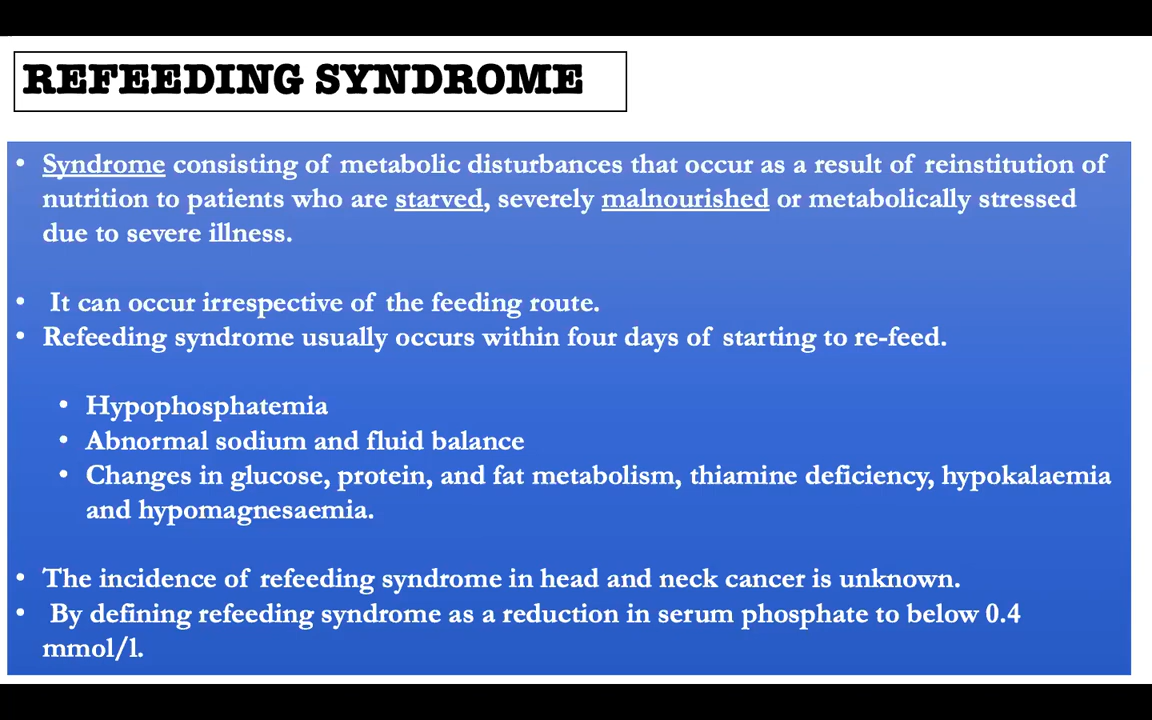 REFEEDING SYNDROME
• Syndrome consisting of metabolic disturbances that occur as a result of reinstitution of
nutrition to patients who are starved, severely malnourished or metabolically stressed
due to severe illness.
• It can occur irrespective of the feeding route.
• Refeeding syndrome usually occurs within four days of starting to re-feed.
• Hypophosphatemia
• Abnormal sodium and fluid balance
• Changes in glucose, protein, and fat metabolism, thiamine deficiency, hypokalaemia
and hypomagnesaemia.
• The incidence of refeeding syndrome in head and neck cancer is unknown.
• By defining refeeding syndrome as a reduction in serum phosphate to below 0.4
mmol/l.